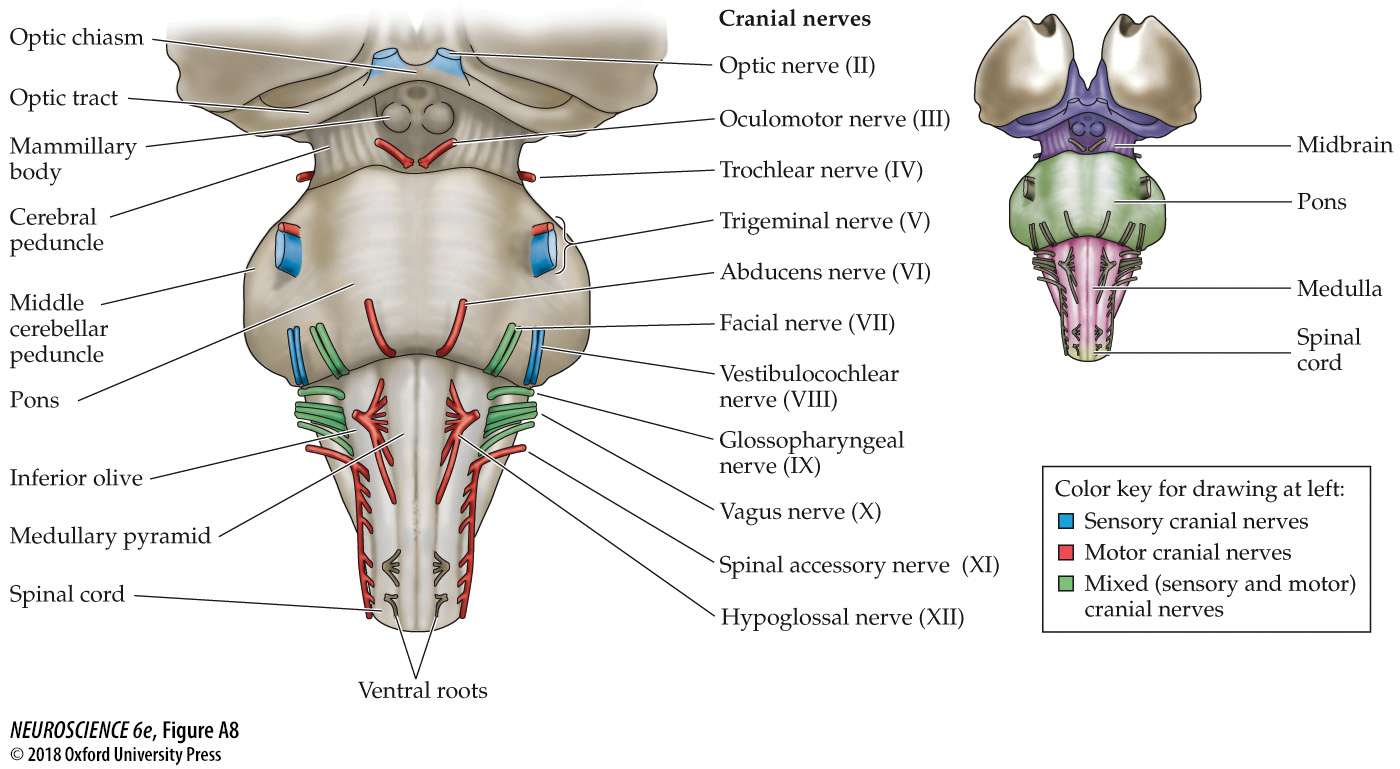 Optic chiasm
Optic tract
Mammillary
body
Cerebral
peduncle
Middle
cerebellar
peduncle
Pons
Inferior olive
Medullary pyramid
Spinal cord
Ventral roots
Cranial nerves
Optic nerve (II)
Oculomotor nerve (III)
Trochlear nerve (IV)
Trigeminal nerve (V)
Abducens nerve (VI)
Facial nerve (VII)
Vestibulocochlear
nerve (VIII)
Glossopharyngeal
nerve (IX)
Vagus nerve (X)
Spinal accessory nerve (XI)
Hypoglossal nerve (XII)
Midbrain
Pons
Medulla
Spinal
cord
Color key for drawing at left:
Sensory cranial nerves
Motor cranial nerves
Mixed (sensory and motor)
cranial nerves
NEUROSCIENCE 6e, Figure A8
© 2018 Oxford University Press